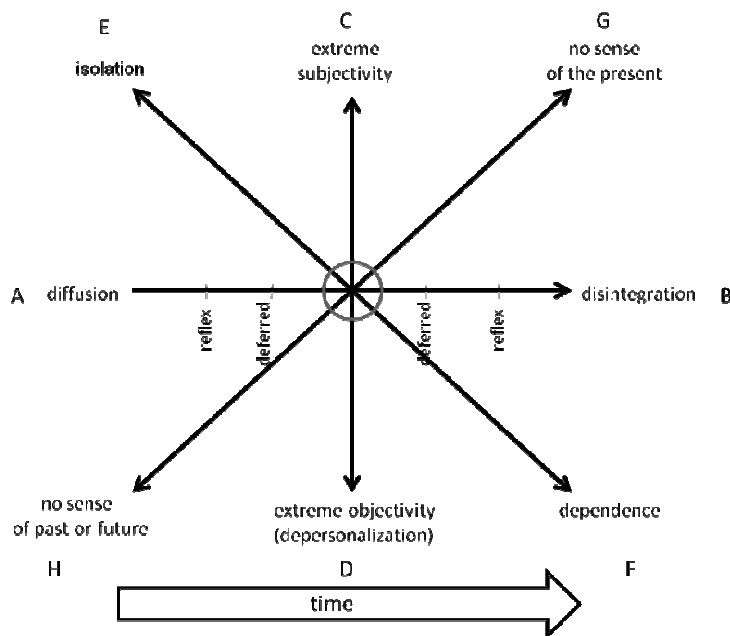 E
C
G
isolation
extreme
subjectivity
no sense
of the present
A
diffusion
disintegration
B
reflex
deferred
deferred
reflex
no sense
of past or future
extreme objectivity
(depersonalization)
dependence
H
D
F
time